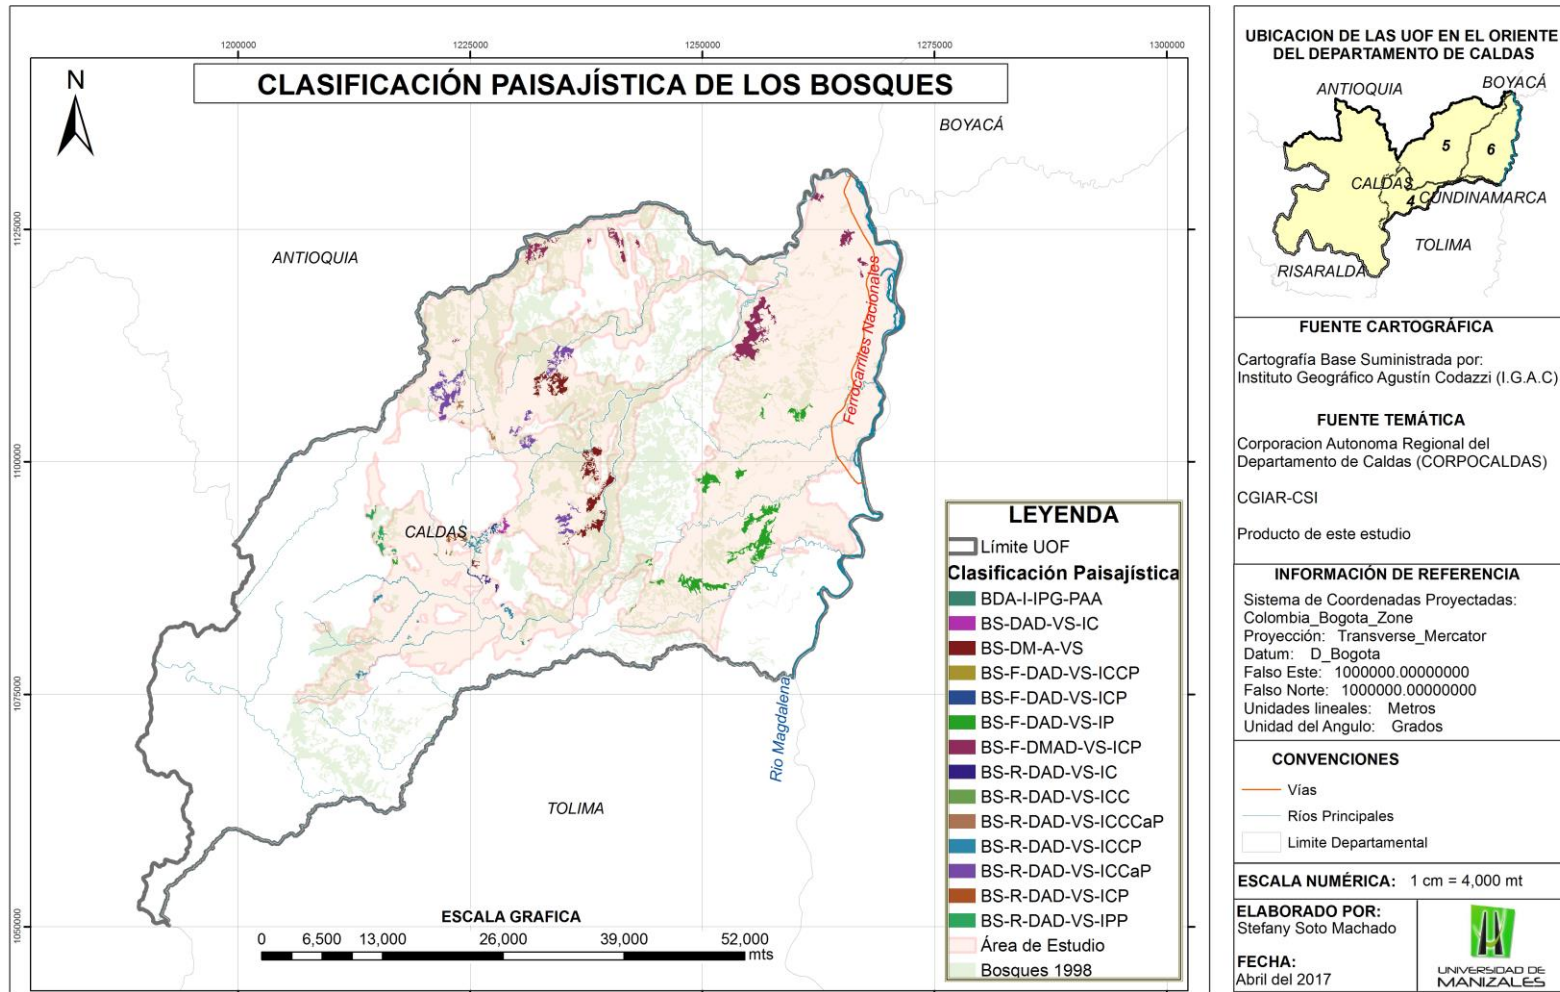 1200000
1225000
1250000
1275000
1300000
CLASIFICACIÓN PAISAJÍSTICA DE LOS BOSQUES
N
BOYACÁ
ANTIOQUIA
CALDAS
TOLIMA
Ferrocarriles Nacionales
Rio Magdalena
1125000
1100000
1075000
1050000
ESCALA GRAFICA
0 6,500 13,000 26,000 39,000 52,000
mts
LEYENDA
Límite UOF
Clasificación Paisajística
BDA-I-IPG-PAA
BS-DAD-VS-IC
BS-DM-A-VS
BS-F-DAD-VS-ICCP
BS-F-DAD-VS-ICP
BS-F-DAD-VS-IP
BS-F-DMAD-VS-ICP
BS-R-DAD-VS-IC
BS-R-DAD-VS-ICC
BS-R-DAD-VS-ICCCaP
BS-R-DAD-VS-ICCP
BS-R-DAD-VS-ICCaP
BS-R-DAD-VS-ICP
BS-R-DAD-VS-IPP
Área de Estudio
Bosques 1998
UBICACION DE LAS UOF EN EL ORIENTE
DEL DEPARTAMENTO DE CALDAS
BOYACÁ
ANTIOQUIA
5
6
CALDAS
4
CUNDINAMARCA
TOLIMA
RISARALDA
FUENTE CARTOGRÁFICA
Cartografía Base Suministrada por:
Instituto Geográfico Agustín Codazzi (I.G.A.C)
FUENTE TEMÁTICA
Corporacion Autonoma Regional del
Departamento de Caldas (CORPOCALDAS)
CGIAR-CSI
Producto de este estudio
INFORMACIÓN DE REFERENCIA
Sistema de Coordenadas Proyectadas:
Colombia_Bogota_Zone
Proyección: Transverse_Mercator
Datum: D_Bogota
Falso Este: 1000000.00000000
Falso Norte: 1000000.00000000
Unidades lineales: Metros
Unidad del Angulo: Grados
CONVENCIONES
Vías
Ríos Principales
Limite Departamental
ESCALA NUMÉRICA: 1 cm = 4,000 mt
ELABORADO POR:
Stefany Soto Machado
FECHA:
Abril del 2017
UNIVERSIDAD DE
MANIZALES